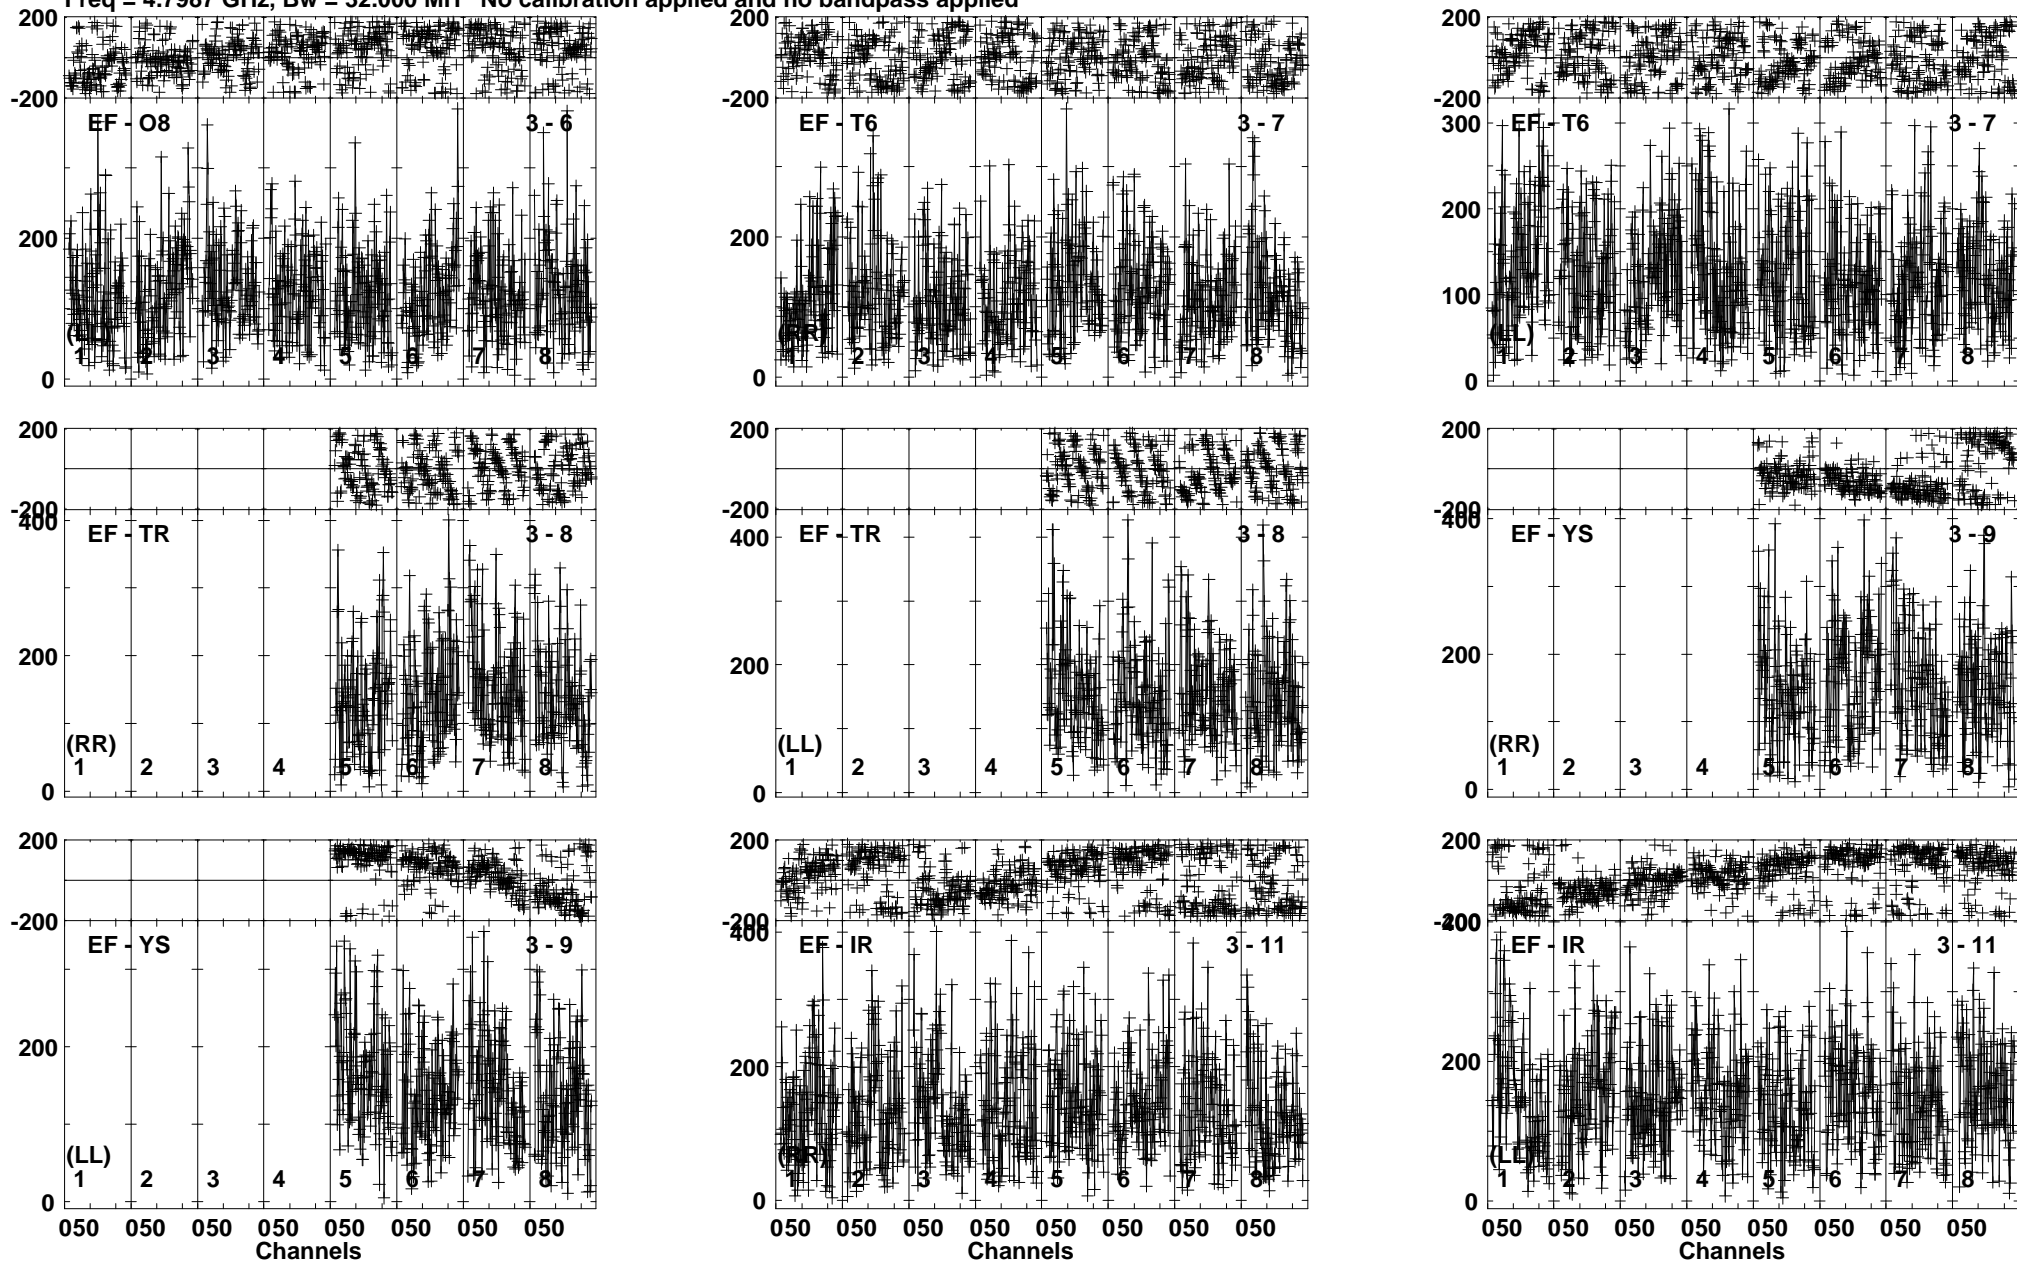 Freq = 4.7987 GHz, Bw = 32.000 MH No calibration applied and no bandpass applied
200 200 200
-200 -200 -200
EF - O8 3 - 6 EF - T6 3 - 7 EF - T6 3 - 7
300
200 200 200
100
(LL) (RR) (LL)
1 2 3 4 5 6 7 8 1 2 3 4 5 6 7 8 1 2 3 4 5 6 7 8
0 0 0
200 200 200
-200 -200 -200
400 400 400
EF - TR 3 - 8 EF - TR 3 - 8 EF - YS 3 - 9
200 200 200
(RR) (LL) (RR)
1 2 3 4 5 6 7 8 1 2 3 4 5 6 7 8 1 2 3 4 5 6 7 8
0 0 0
200 200 200
-200 -200 -200
400 400
EF - YS 3 - 9 EF - IR 3 - 11 EF - IR 3 - 11
200 200 200
(LL) (RR) (LL)
1 2 3 4 5 6 7 8 1 2 3 4 5 6 7 8 1 2 3 4 5 6 7 8
0 0 0
050 050 050 050 050 050 050 050 050 050 050 050 050 050 050 050 050 050 050 050 050 050 050 050
Channels Channels Channels